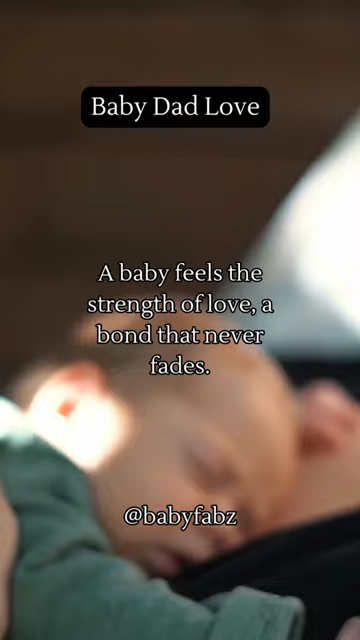 Baby Dad Love
A baby feels the
strength of love, a
bond that never
fades.
@babyfabz